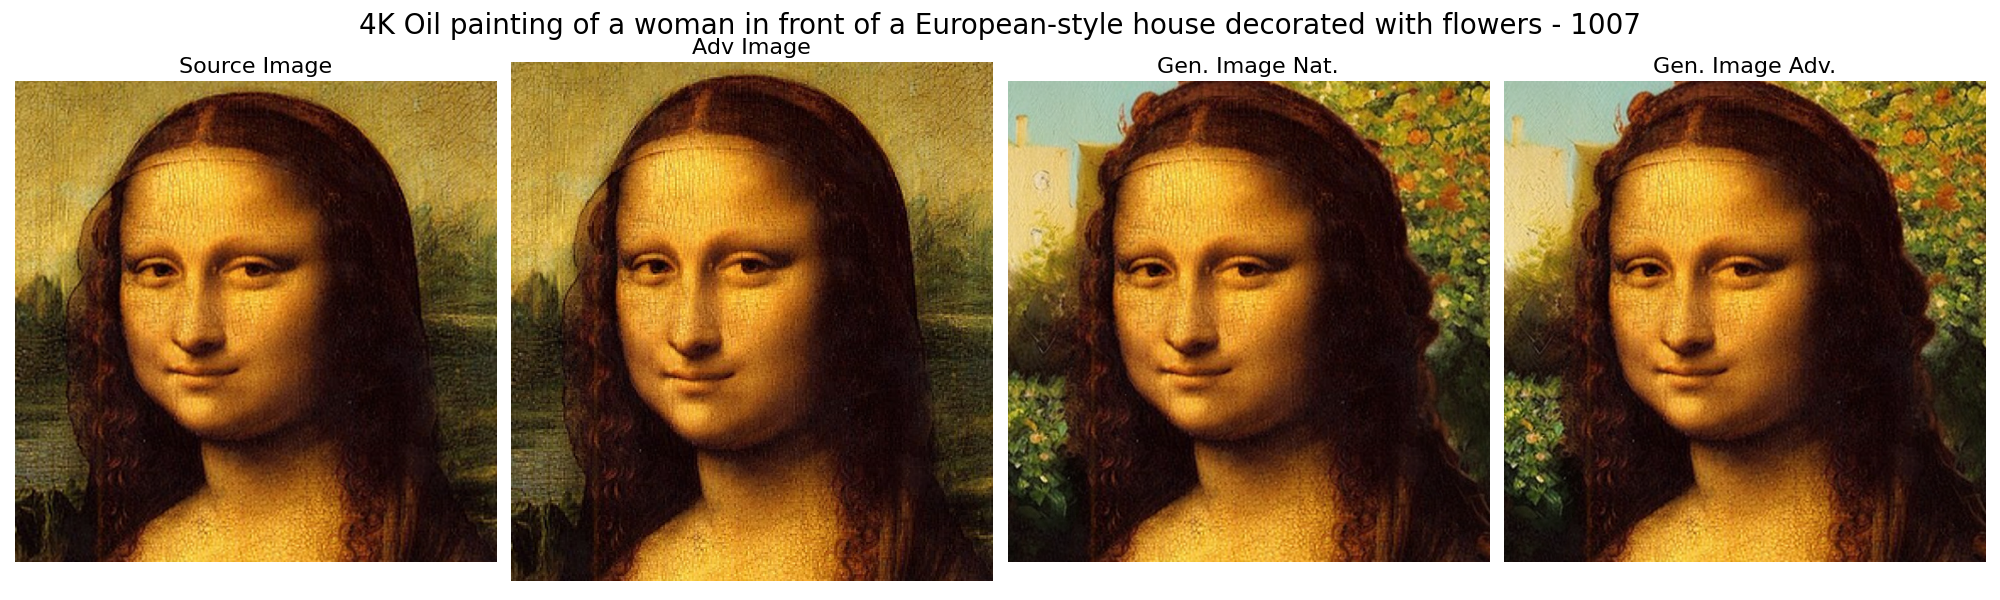 4K Oil painting of a woman in front of a European-style house decorated with flowers - 1007
Source Image
Adv Image
Gen. Image Nat.
Gen. Image Adv.